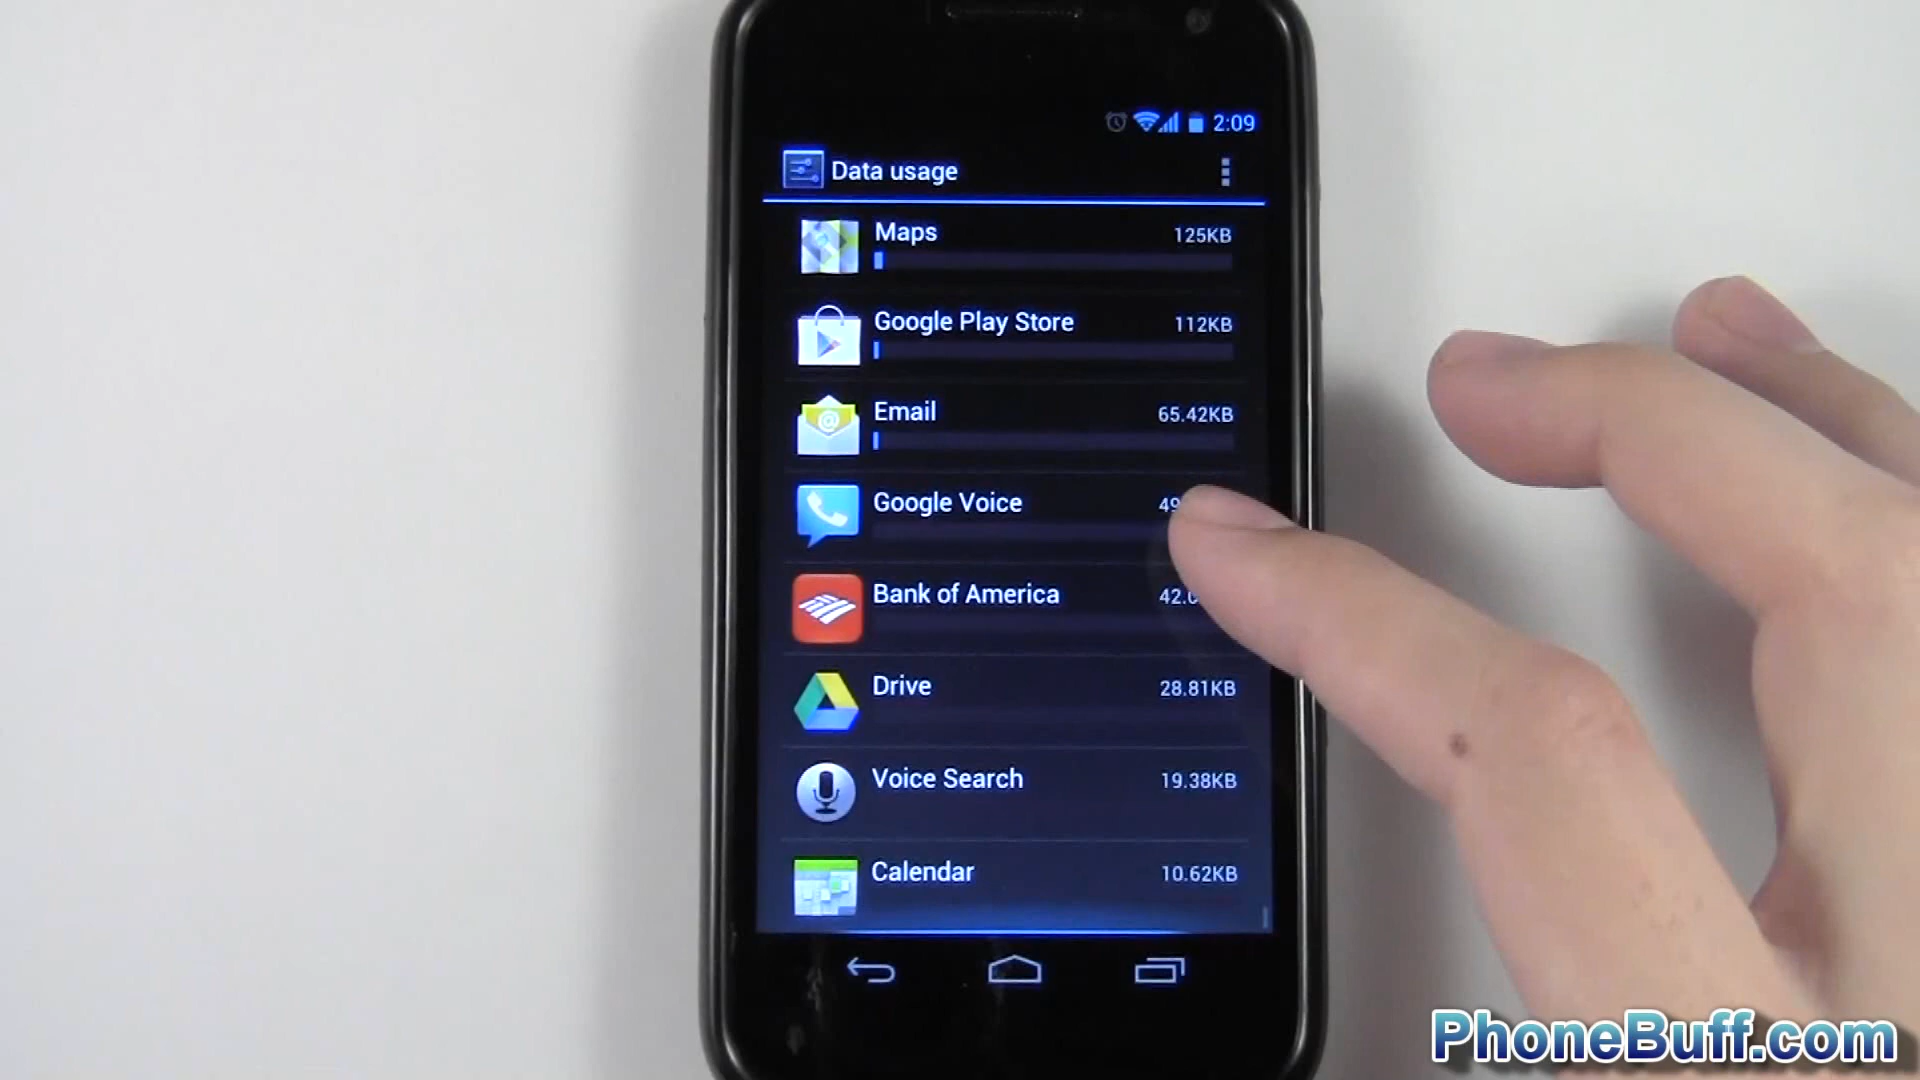 2:09
Data usage
Maps 125KB
Google Play Store 112KB
Email 65.42KB
@
Google Voice
Bank of America
Drive 28.81KB
Voice Search 19.38KB
Calendar 10.62KB
PhoneBuff.com